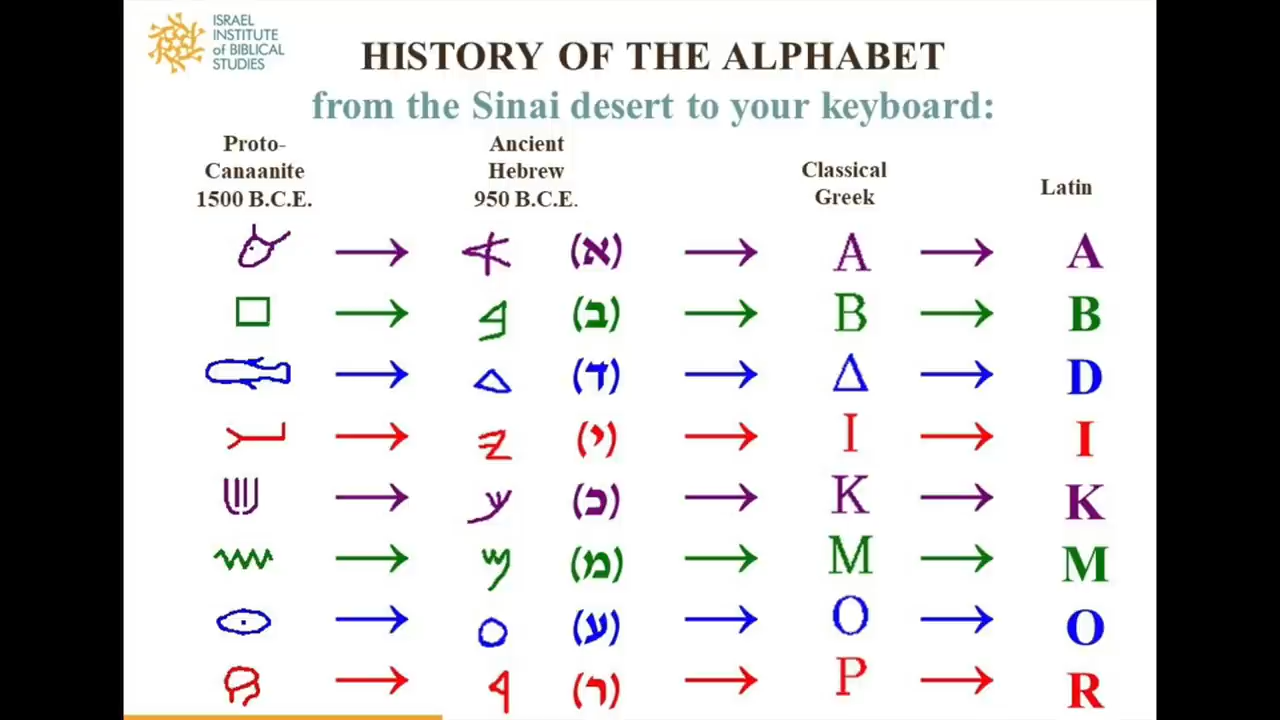 ISRAEL
INSTITUTE
of BIBLICAL
STUDIES
HISTORY OF THE ALPHABET
from the Sinai desert to your keyboard:
Proto-
Canaanite
1500 B.C.E.
Ancient
Hebrew
950 B.C.E.
Classical
Greek
Latin
→ 𐤀 (א) → Α → A
→ 𐤁 (ב) → Β → B
→ 𐤃 (ד) → Δ → D
→ 𐤉 (י) → Ι → I
→ 𐤊 (כ) → Κ → K
→ 𐤌 (מ) → Μ → M
→ 𐤏 (ע) → Ο → O
→ 𐤓 (ר) → Ρ → R